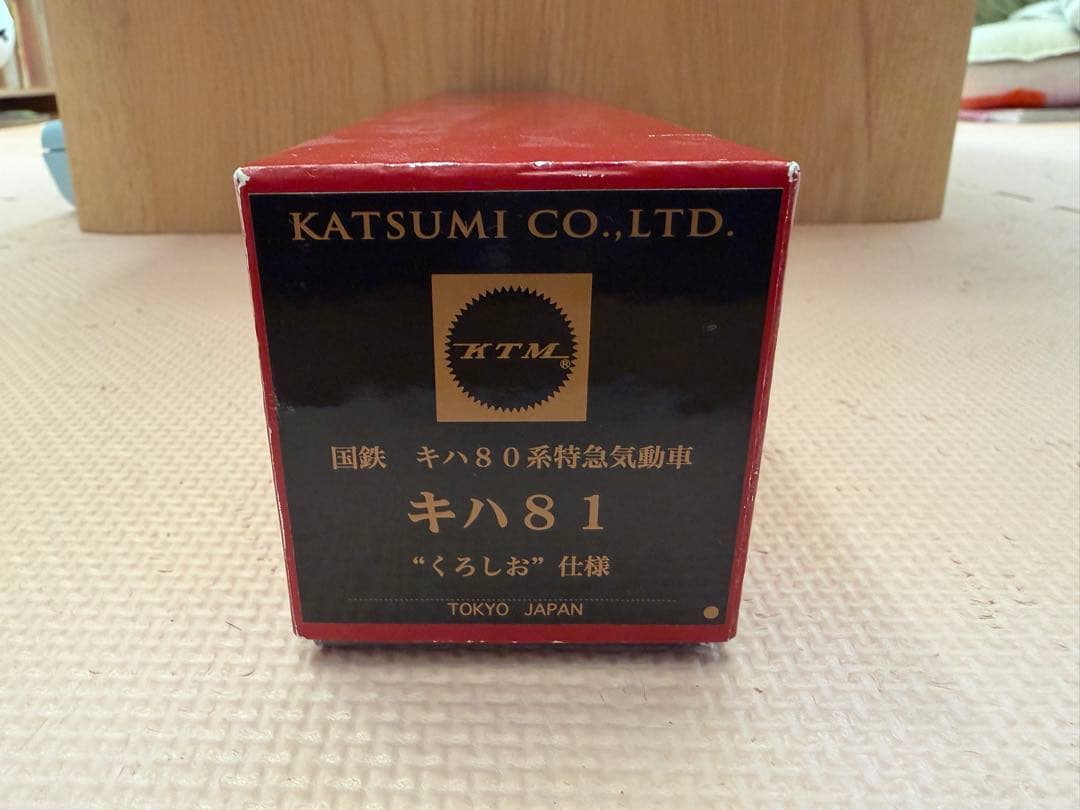 KATSUMI CO.,LTD.
KTM®
国鉄　キハ８０系特急気動車
キハ８１
“くろしお”仕様
TOKYO JAPAN